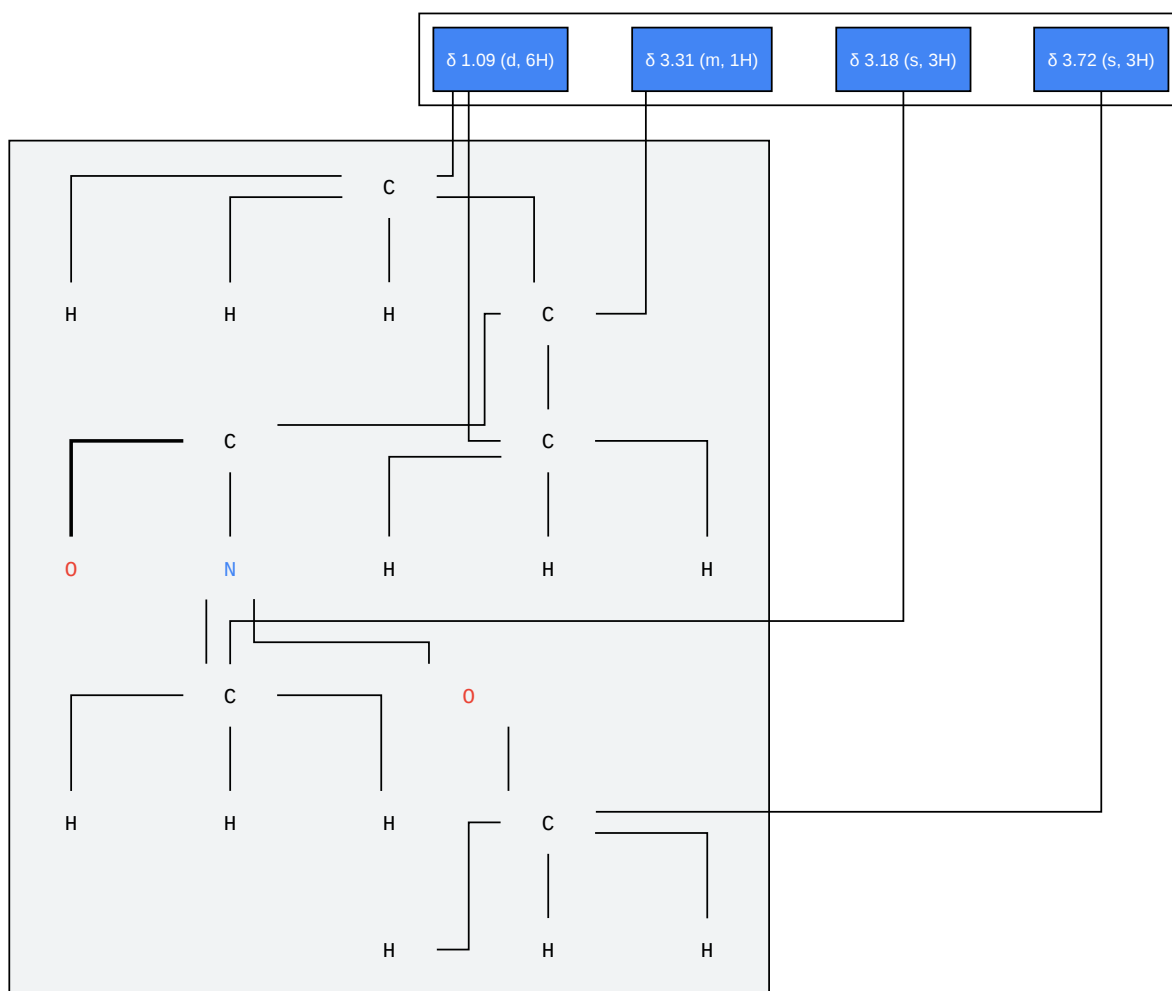 δ 1.09 (d, 6H) δ 3.31 (m, 1H) δ 3.18 (s, 3H) δ 3.72 (s, 3H)
C
H H H C
C C
O N H H H
C O
H H H C
H H H